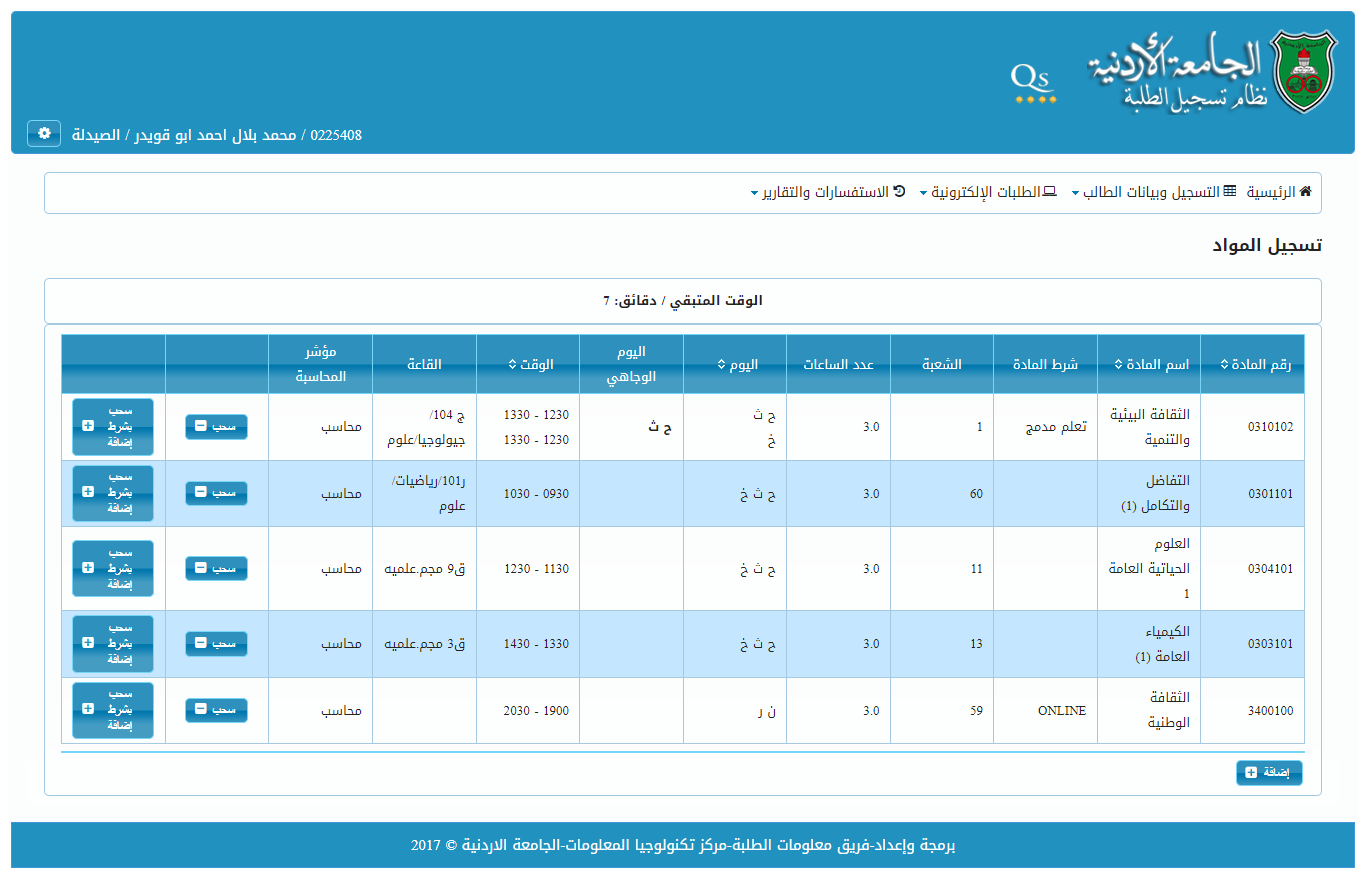 الجامعة الأردنية
نظام تسجيل الطلبة
Qs
0225408 / محمد بلال احمد ابو قويدر / الصيدلة
الرئيسية التسجيل وبيانات الطالب الطلبات الإلكترونية الاستفسارات والتقارير
تسجيل المواد
الوقت المتبقي / دقائق: 7
رقم المادة اسم المادة شرط المادة الشعبة عدد الساعات اليوم اليوم الوجاهي الوقت القاعة مؤشر المحاسبة
0310102 الثقافة البيئية والتنمية تعلم مدمج 1 3.0 ح ث خ ح ث 1230 - 1330 1230 - 1330 ج 104/ جيولوجيا/علوم محاسب سحب سحب بشرط إضافة
0301101 التفاضل والتكامل (1) 60 3.0 ح ث خ 0930 - 1030 ر101/رياضيات/ علوم محاسب سحب سحب بشرط إضافة
0304101 العلوم الحياتية العامة 1 11 3.0 ح ث خ 1130 - 1230 ق9 مجم.علميه محاسب سحب سحب بشرط إضافة
0303101 الكيمياء العامة (1) 13 3.0 ح ث خ 1330 - 1430 ق3 مجم.علميه محاسب سحب سحب بشرط إضافة
3400100 الثقافة الوطنية ONLINE 59 3.0 ن ر 1900 - 2030 محاسب سحب سحب بشرط إضافة
إضافة
برمجة وإعداد-فريق معلومات الطلبة-مركز تكنولوجيا المعلومات-الجامعة الاردنية © 2017